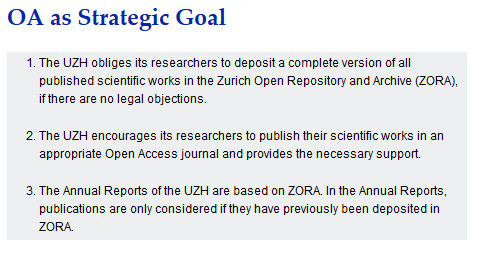 OA as Strategic Goal
1. The UZH obliges its researchers to deposit a complete version of all
published scientific works in the Zurich Open Repository and Archive (ZORA),
if there are no legal objections.
2. The UZH encourages its researchers to publish their scientific works in an
appropriate Open Access journal and provides the necessary support.
3. The Annual Reports of the UZH are based on ZORA. In the Annual Reports,
publications are only considered if they have previously been deposited in
ZORA.